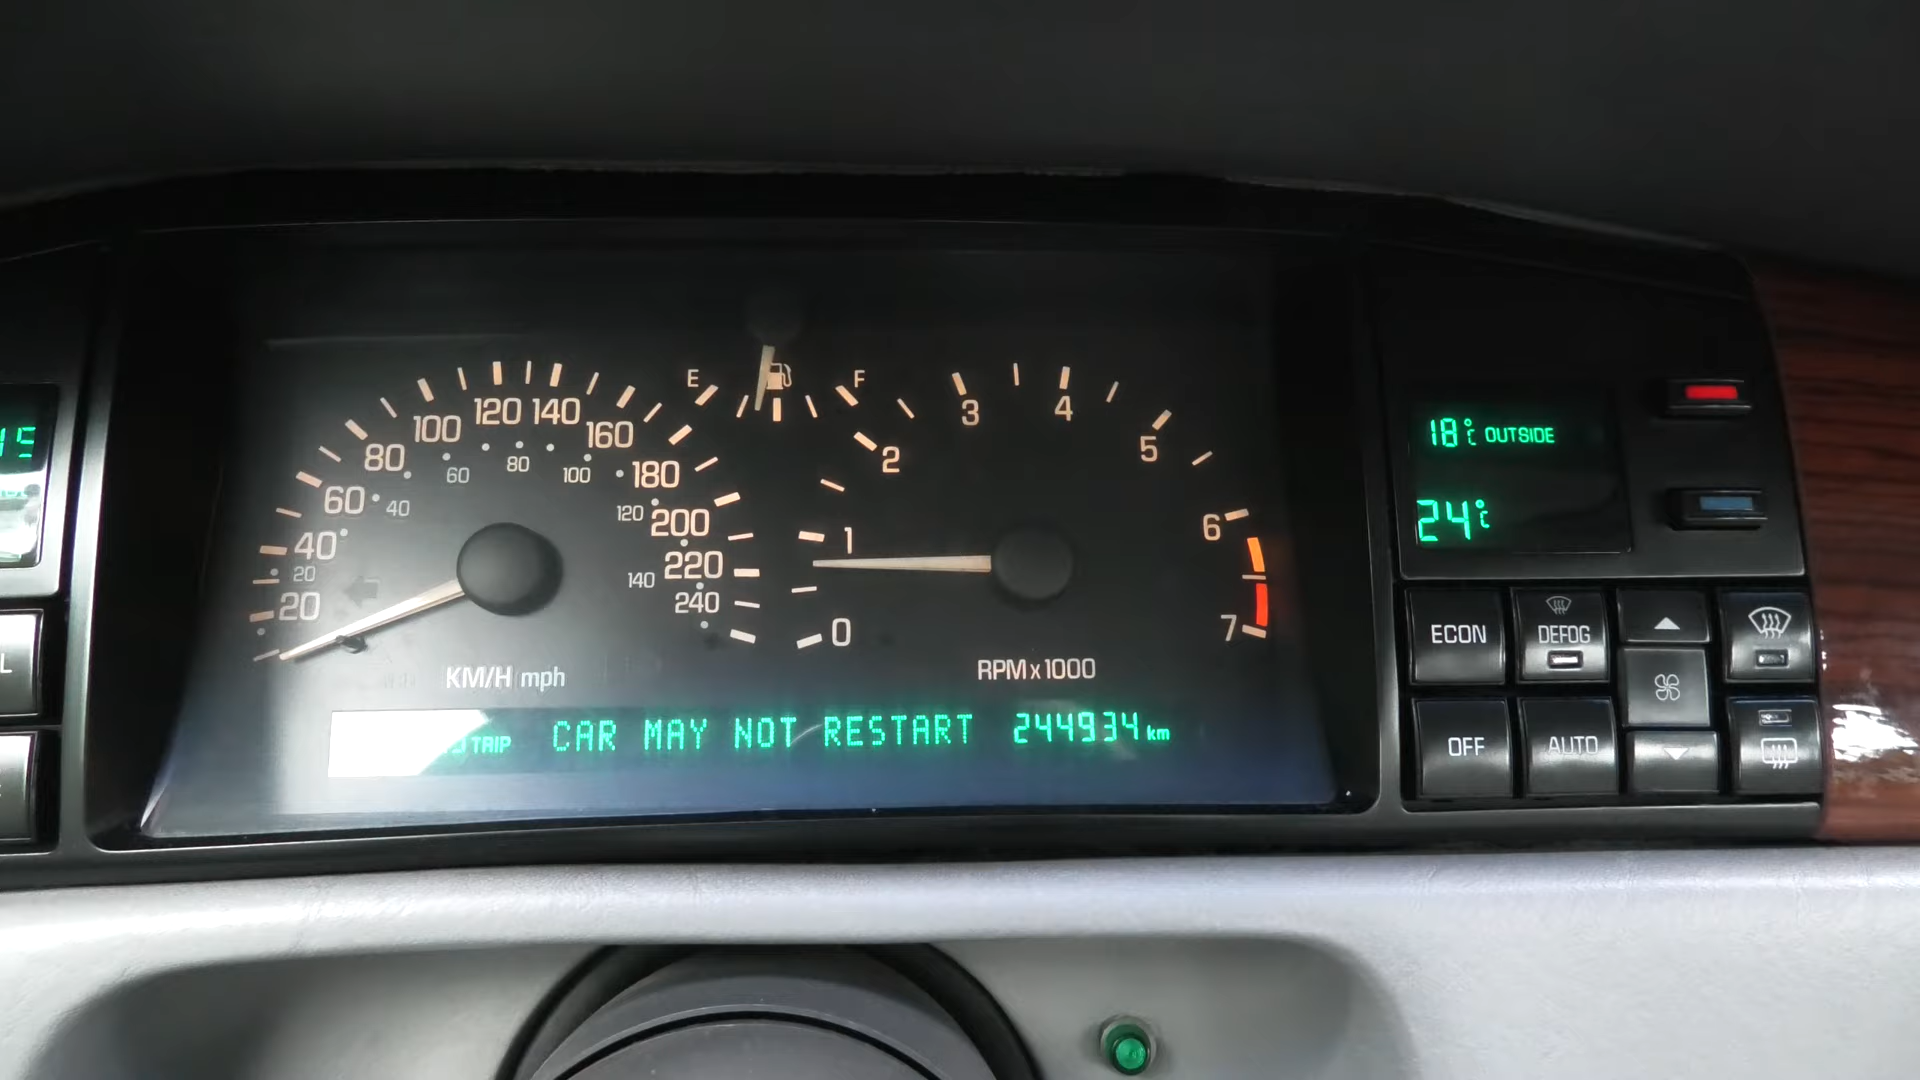 E F
120 140
100 160
80 180
60 80 100
60 40 120 200
40 20 140 220
20 240
KM/H mph
3 4
2 5
1 6
0 7
RPM x 1000
TRIP CAR MAY NOT RESTART 244934 km
18°C OUTSIDE
24°C
ECON DEFOG
OFF AUTO
15
L